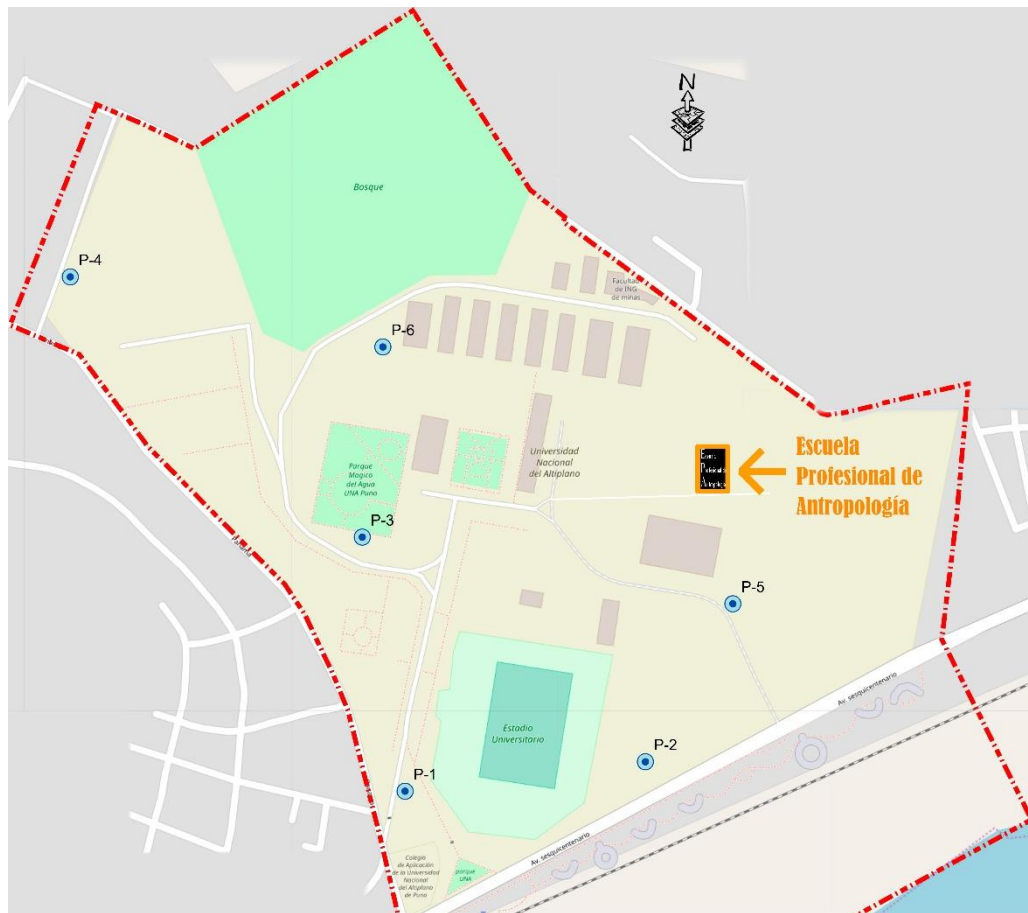 N
Bosque
P-4
Facultad
de ING
de minas
P-6
Escuela
Profesional de
Antropología
Universidad
Nacional
del Altiplano
Parque
Mágico
del Agua
UNA Puno
P-3
Panamá
P-5
Av. sesquicentenario
Estadio
Universitario
P-2
P-1
Av. sesquicentenario
Colegio
de Aplicación
de la Universidad
Nacional
del Altiplano
de Puno
parque
UNA